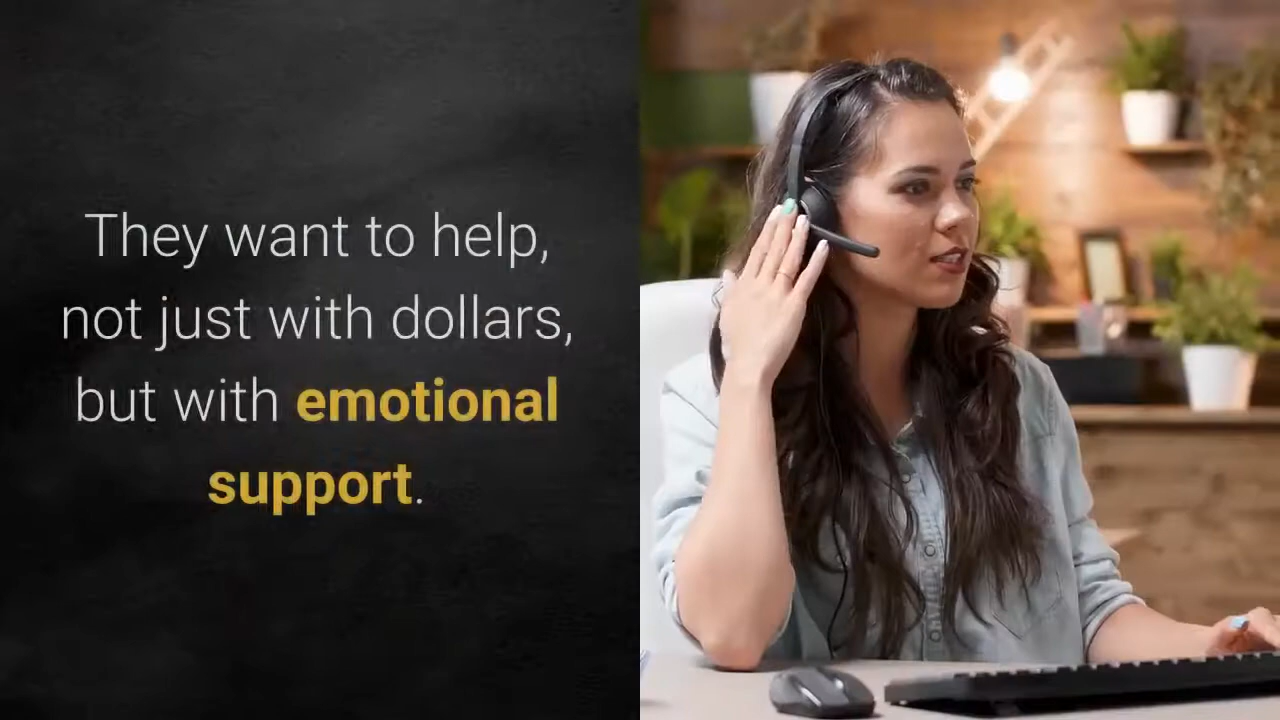 They want to help,
not just with dollars,
but with emotional
support.